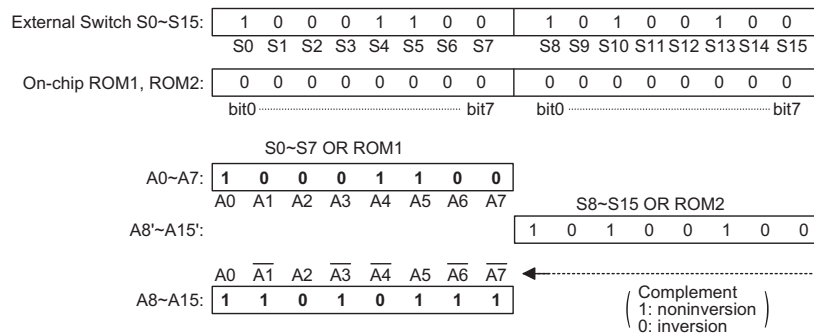 External Switch S0~S15: 1 0 0 0 1 1 0 0 1 0 1 0 0 1 0 0
S0 S1 S2 S3 S4 S5 S6 S7 S8 S9 S10 S11 S12 S13 S14 S15
On-chip ROM1, ROM2: 0 0 0 0 0 0 0 0 0 0 0 0 0 0 0 0
bit0 bit7 bit0 bit7
S0~S7 OR ROM1
A0~A7: 1 0 0 0 1 1 0 0
A0 A1 A2 A3 A4 A5 A6 A7
S8~S15 OR ROM2
A8'~A15': 1 0 1 0 0 1 0 0
A0 A̅1̅ A2 A̅3̅ A̅4̅ A5 A̅6̅ A̅7̅
A8~A15: 1 1 0 1 0 1 1 1
(Complement
1: noninversion
0: inversion)